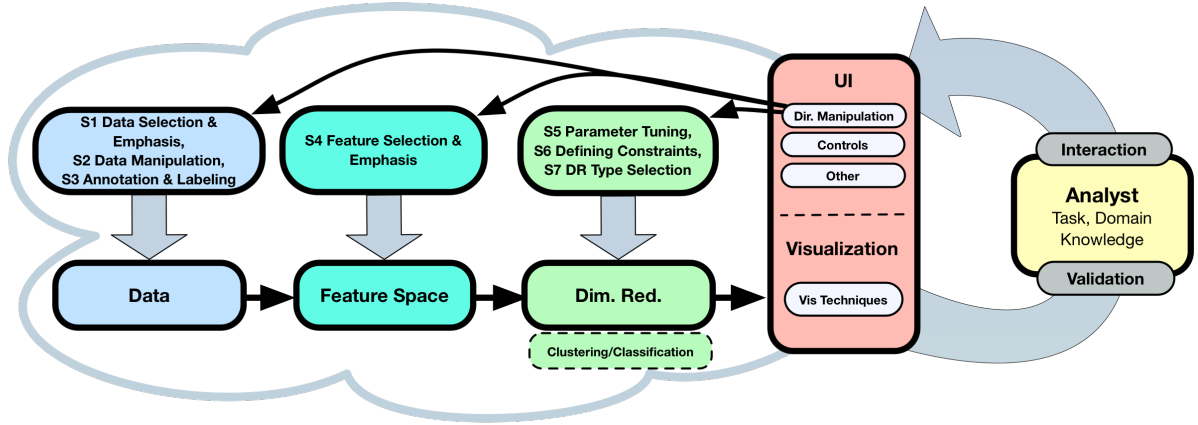 S1 Data Selection &
Emphasis,
S2 Data Manipulation,
S3 Annotation & Labeling
S4 Feature Selection &
Emphasis
S5 Parameter Tuning,
S6 Defining Constraints,
S7 DR Type Selection
Data
Feature Space
Dim. Red.
Clustering/Classification
UI
Dir. Manipulation
Controls
Other
Visualization
Vis Techniques
Interaction
Analyst
Task, Domain
Knowledge
Validation